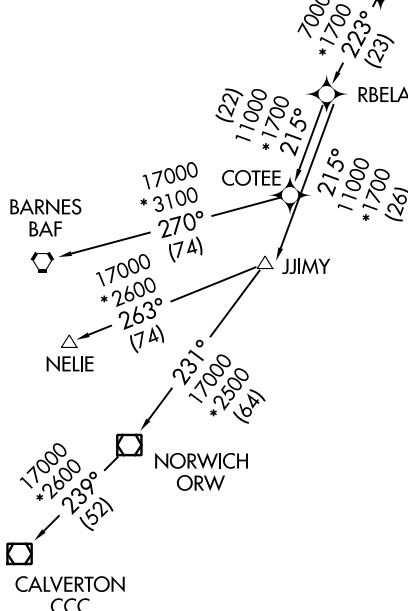 7000
*1700
223°
(23)
RBELA
(22)
11000
*1700
215°
215°
11000
*1700
(26)
COTEE
17000
*3100
270°
(74)
BARNES
BAF
JJIMY
17000
*2600
263°
(74)
NELIE
231°
17000
*2500
(64)
NORWICH
ORW
17000
*2600
239°
(52)
CALVERTON
CCC